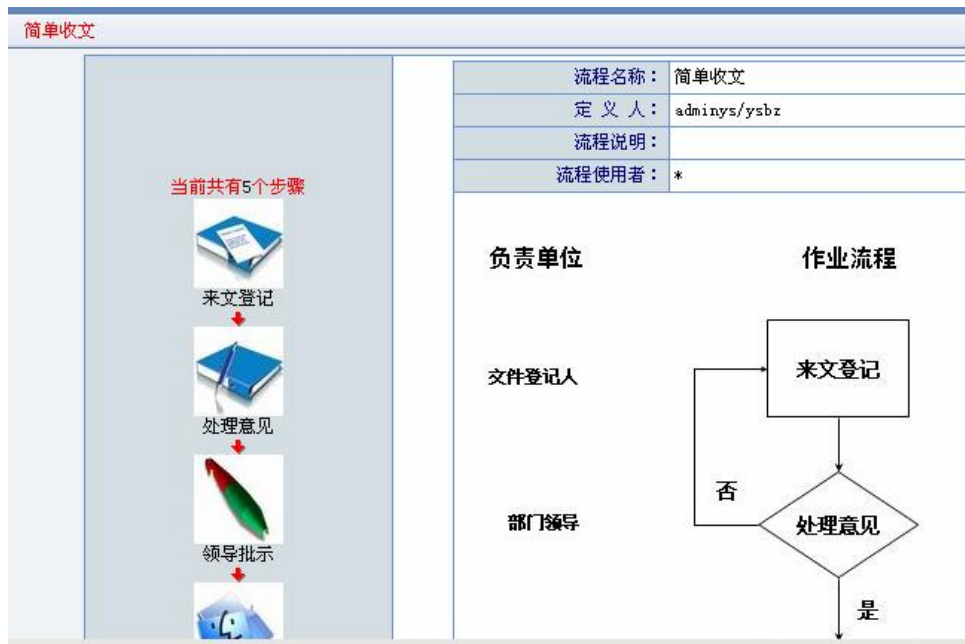 简单收文
当前共有5个步骤
来文登记
处理意见
领导批示
流程名称： 简单收文
定 义 人： adminys/ysbz
流程说明：
流程使用者： *
负责单位 作业流程
文件登记人 来文登记
否
部门领导 处理意见
是